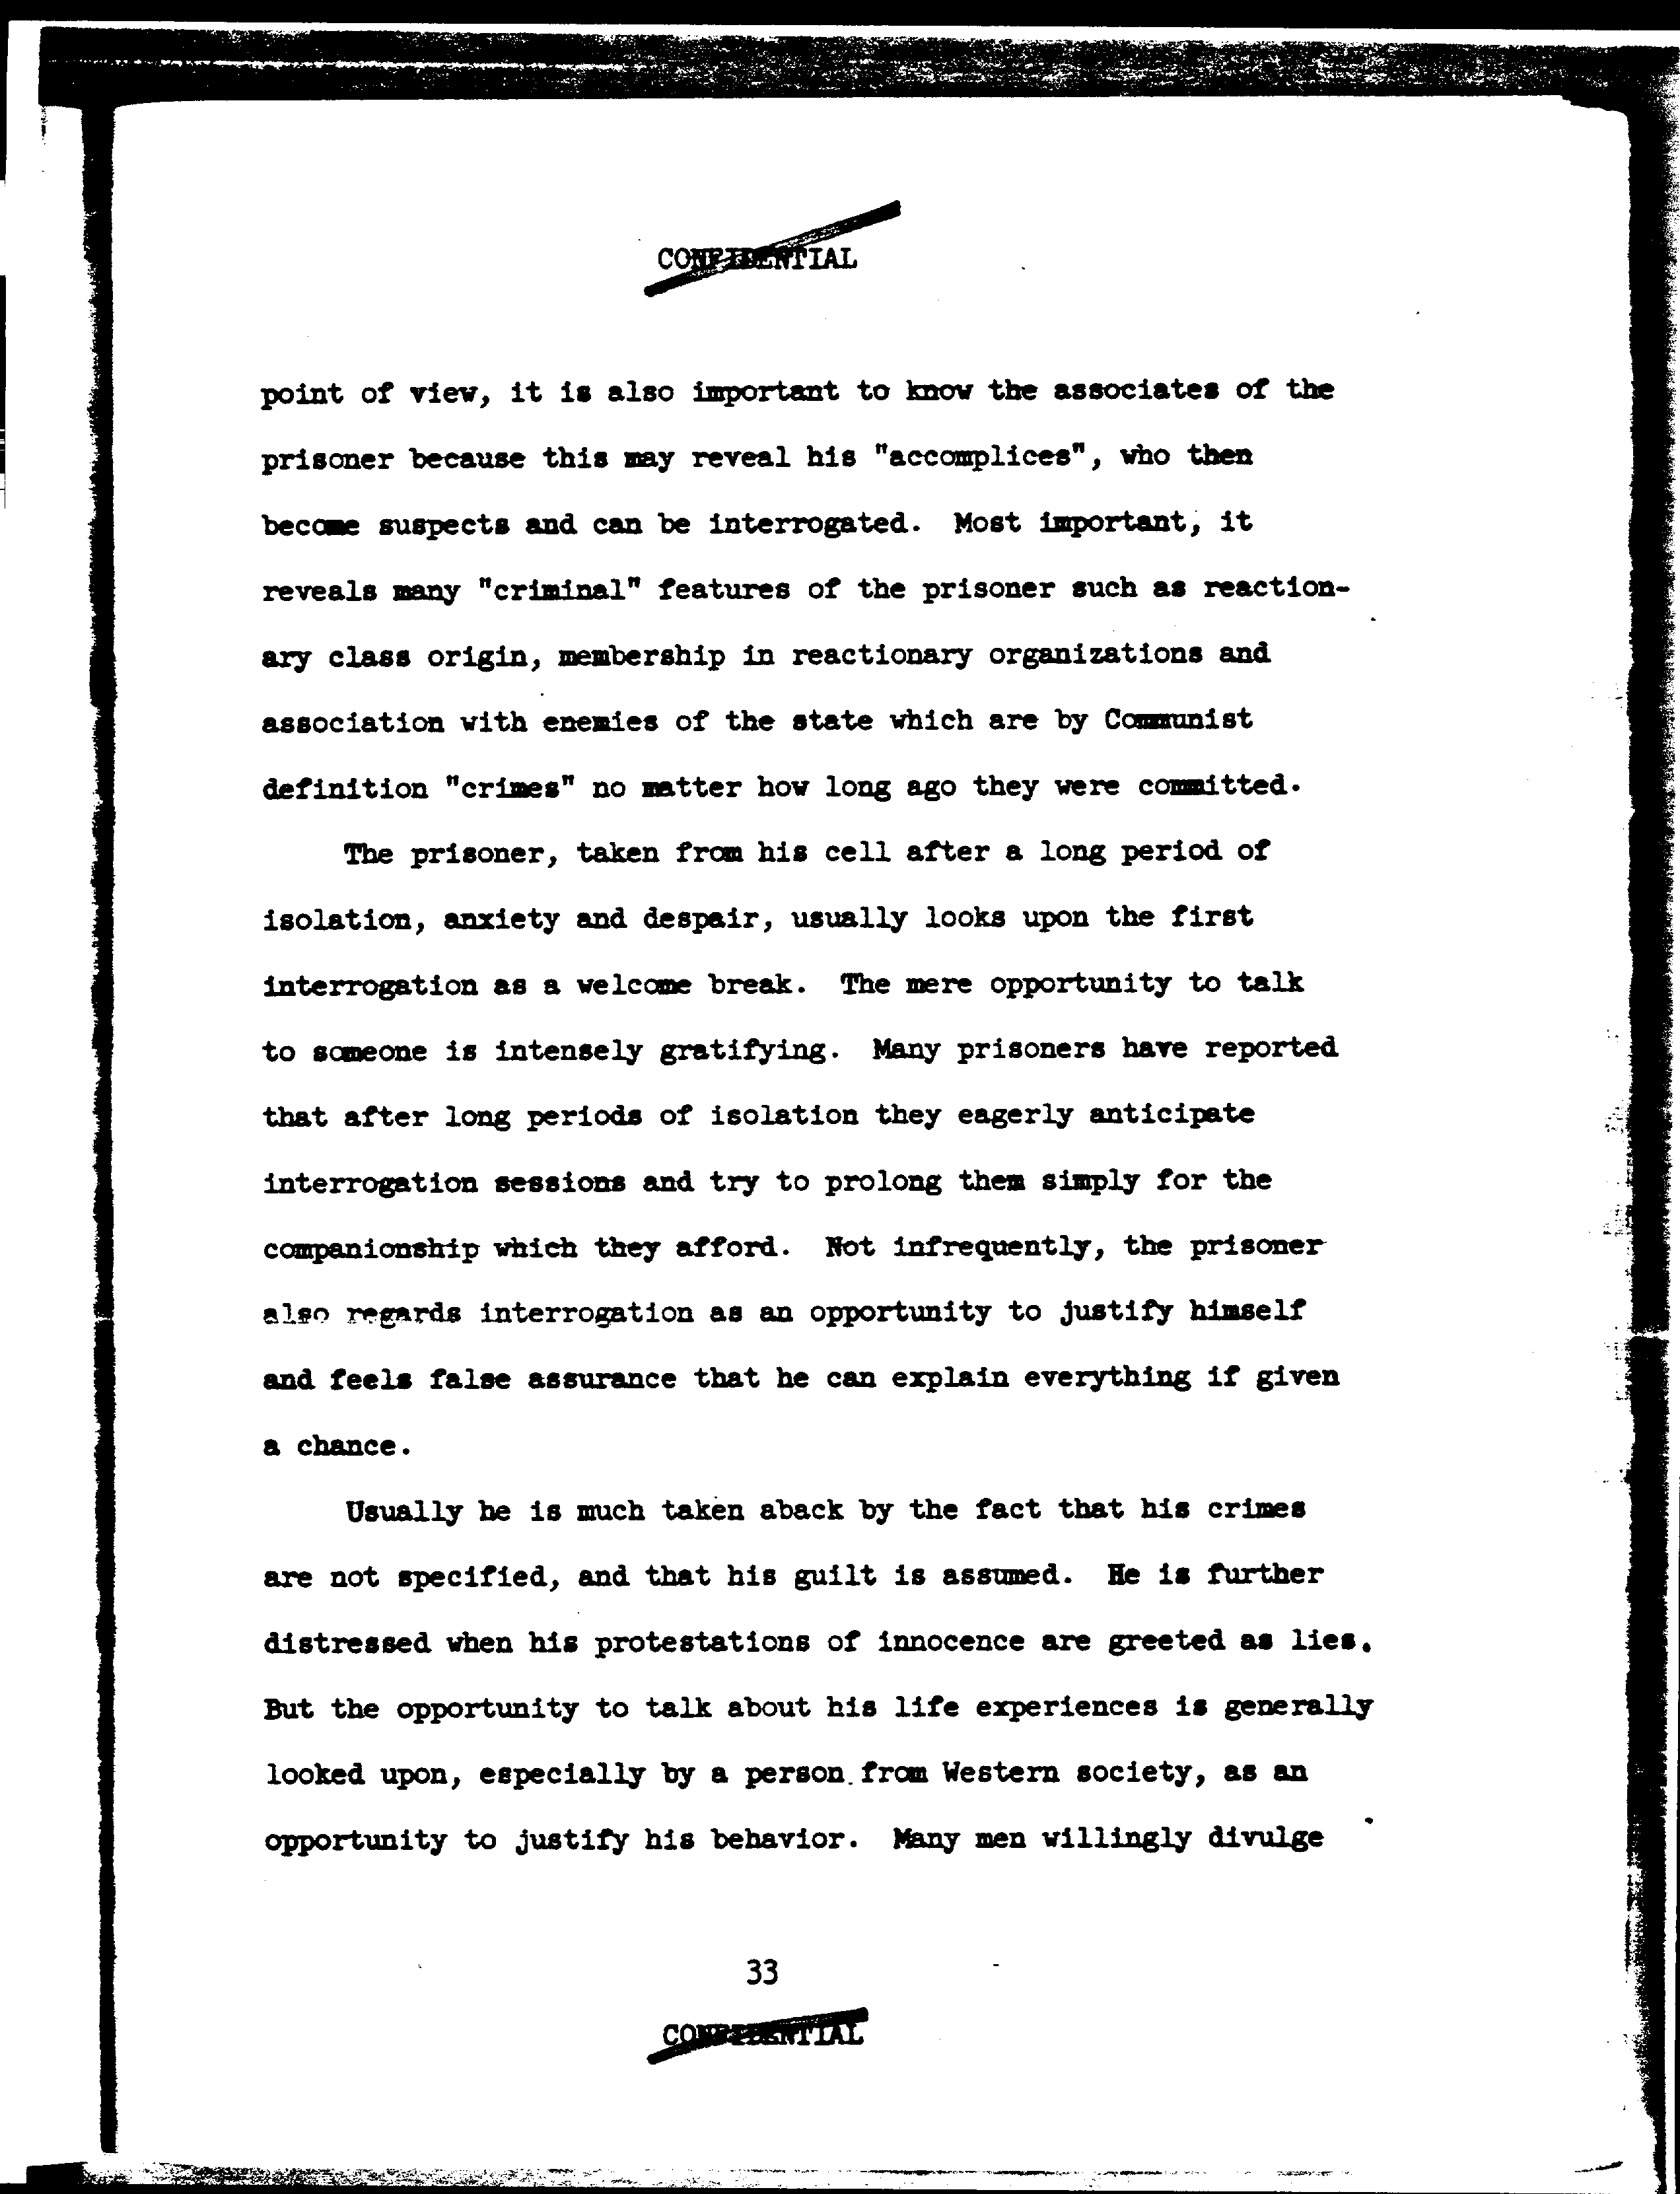 CONFIDENTIAL
point of view, it is also important to know the associates of the
prisoner because this may reveal his "accomplices", who then
become suspects and can be interrogated. Most important, it
reveals many "criminal" features of the prisoner such as reaction-
ary class origin, membership in reactionary organizations and
association with enemies of the state which are by Communist
definition "crimes" no matter how long ago they were committed.
The prisoner, taken from his cell after a long period of
isolation, anxiety and despair, usually looks upon the first
interrogation as a welcome break. The mere opportunity to talk
to someone is intensely gratifying. Many prisoners have reported
that after long periods of isolation they eagerly anticipate
interrogation sessions and try to prolong them simply for the
companionship which they afford. Not infrequently, the prisoner
also regards interrogation as an opportunity to justify himself
and feels false assurance that he can explain everything if given
a chance.
Usually he is much taken aback by the fact that his crimes
are not specified, and that his guilt is assumed. He is further
distressed when his protestations of innocence are greeted as lies.
But the opportunity to talk about his life experiences is generally
looked upon, especially by a person from Western society, as an
opportunity to justify his behavior. Many men willingly divulge
33
CONFIDENTIAL